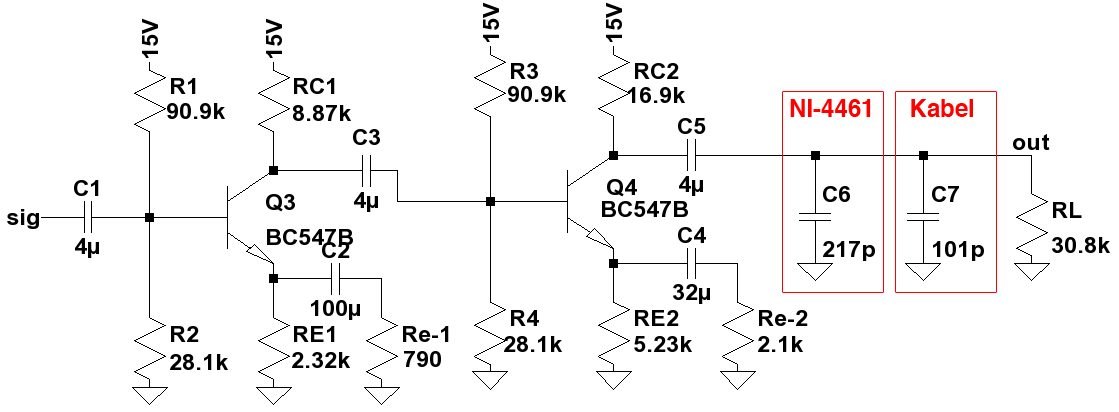 15V
R1
90.9k
15V
RC1
8.87k
C3
4µ
sig
C1
4µ
Q3
BC547B
C2
100µ
R2
28.1k
RE1
2.32k
Re-1
790
15V
R3
90.9k
15V
RC2
16.9k
C5
4µ
Q4
BC547B
C4
32µ
R4
28.1k
RE2
5.23k
Re-2
2.1k
NI-4461
C6
217p
Kabel
C7
101p
out
RL
30.8k